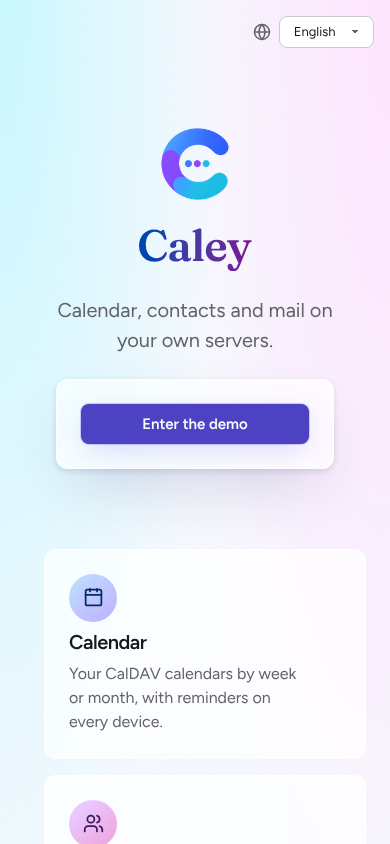 English
Caley
Calendar, contacts and mail on
your own servers.
Enter the demo
Calendar
Your CalDAV calendars by week
or month, with reminders on
every device.